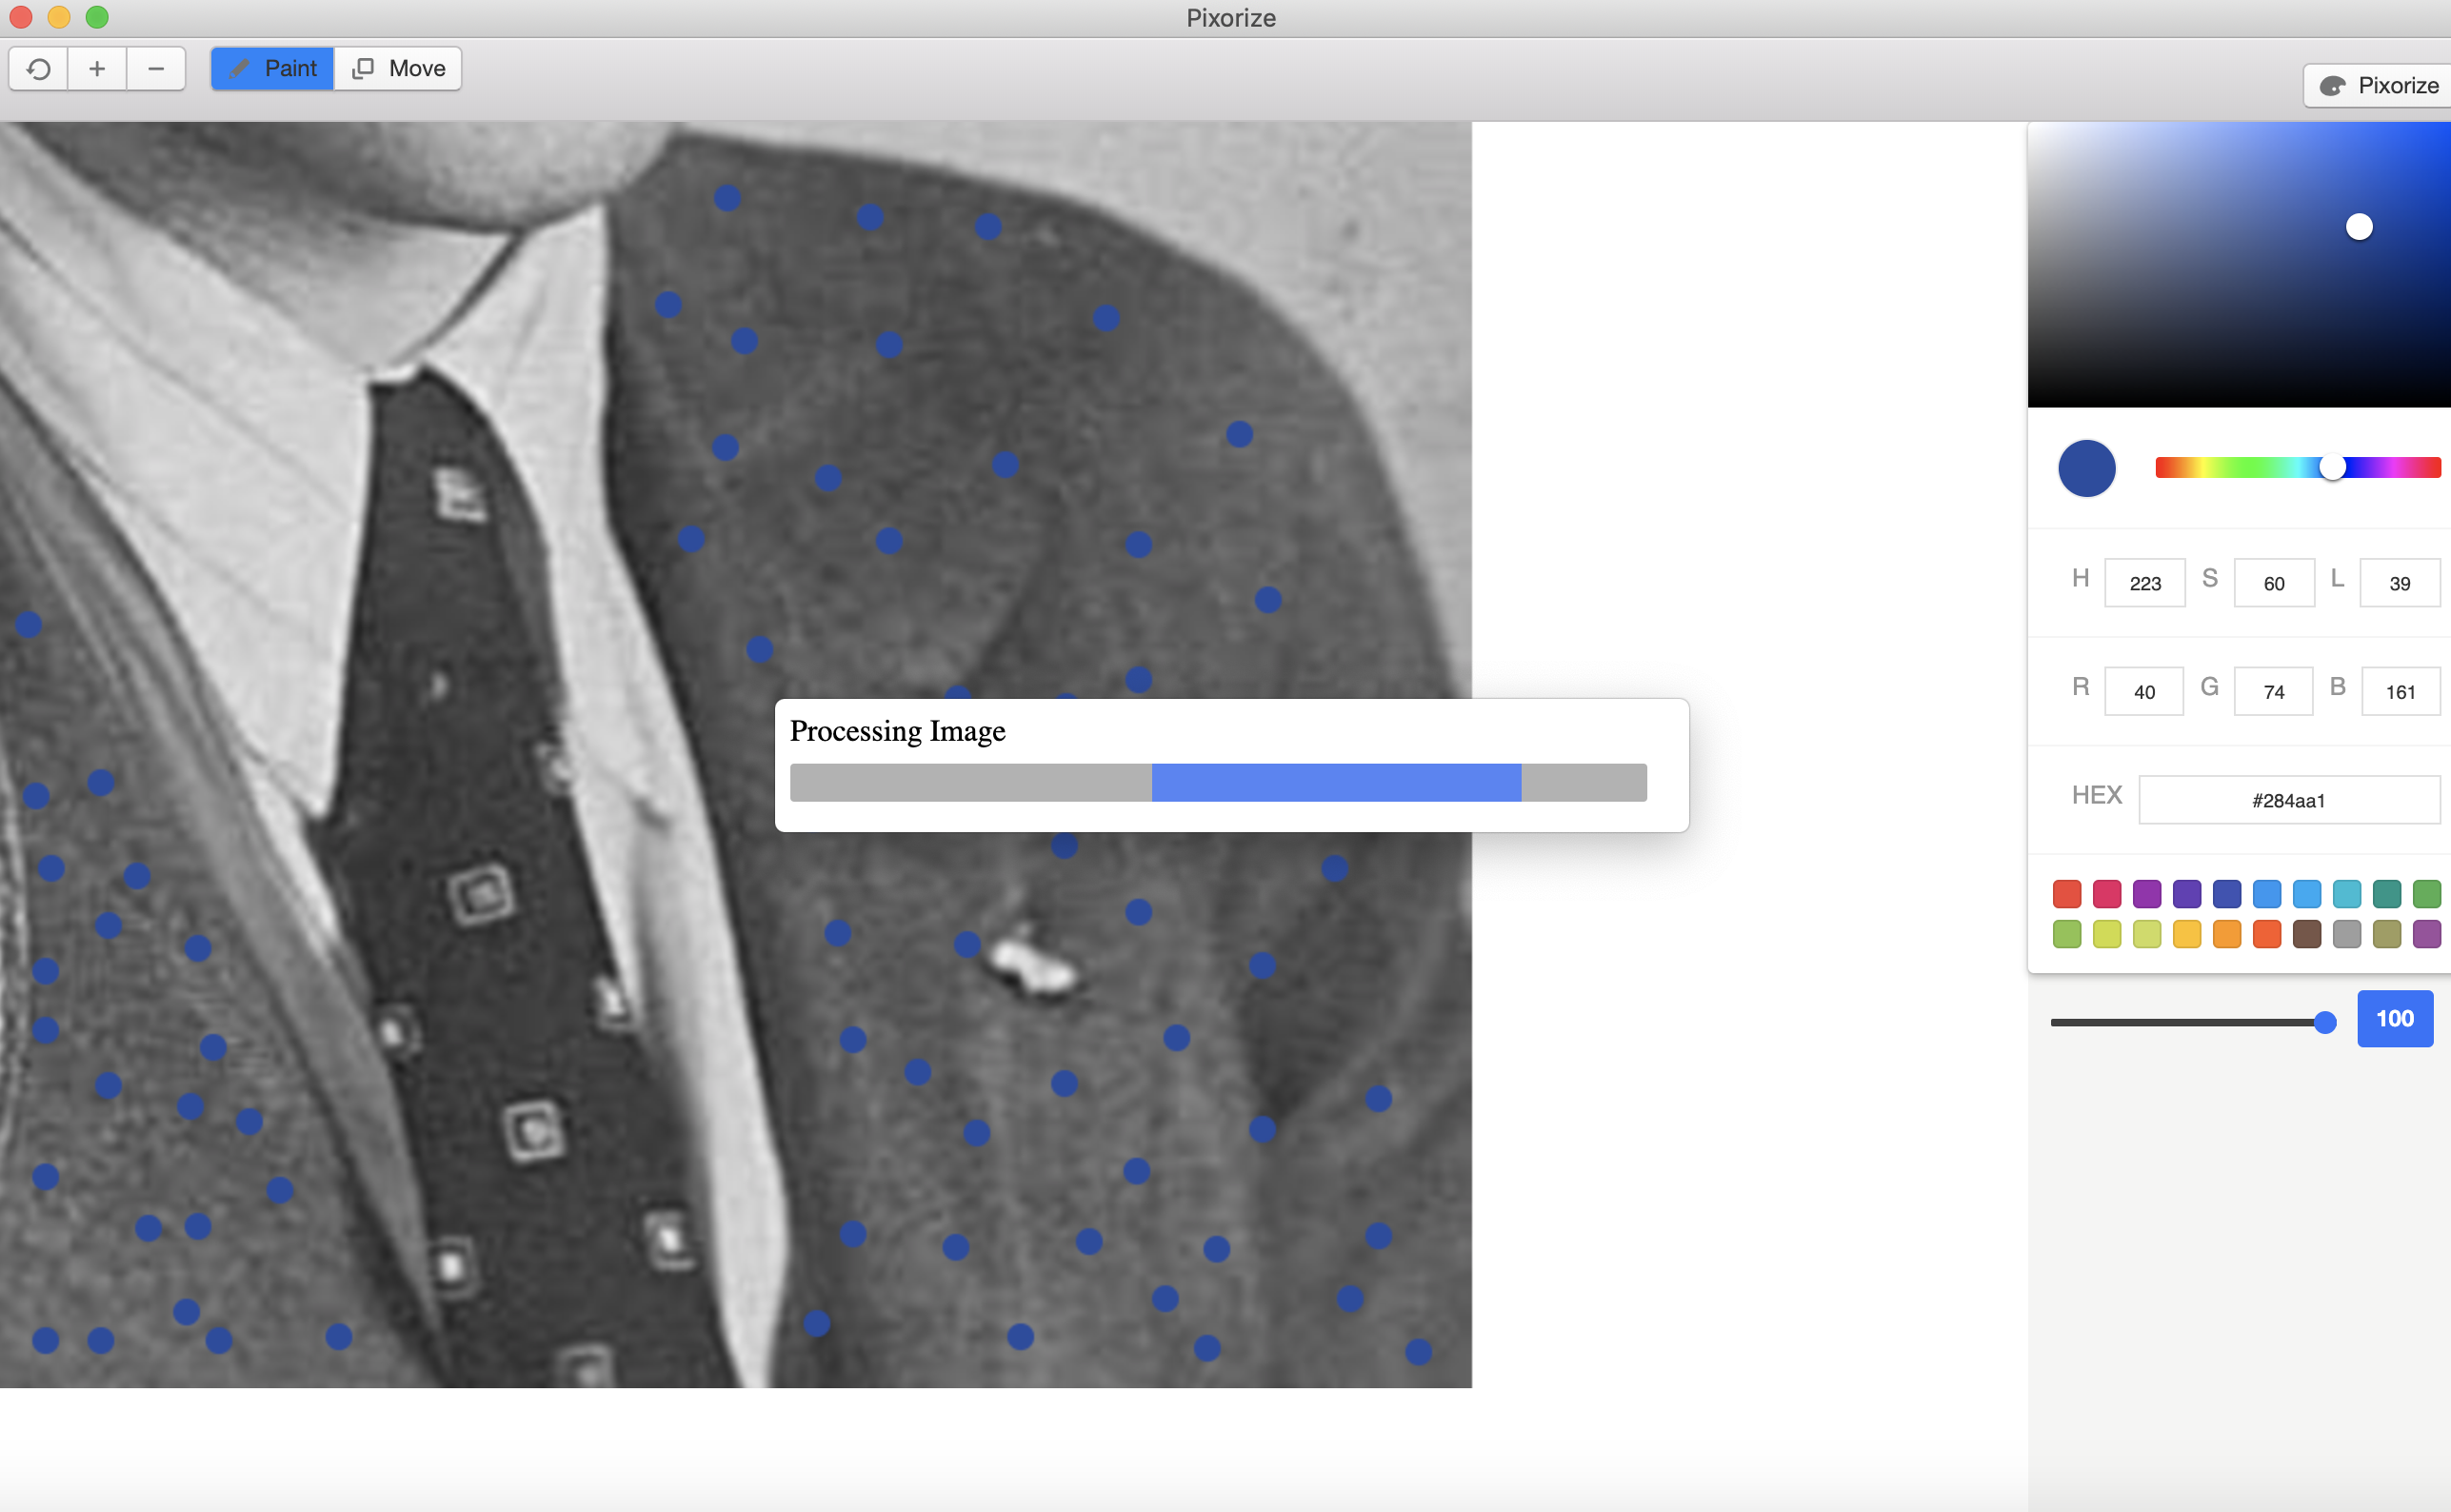 Pixorize
+ − Paint Move
Pixorize
H 223 S 60 L 39
R 40 G 74 B 161
HEX #284aa1
Processing Image
100